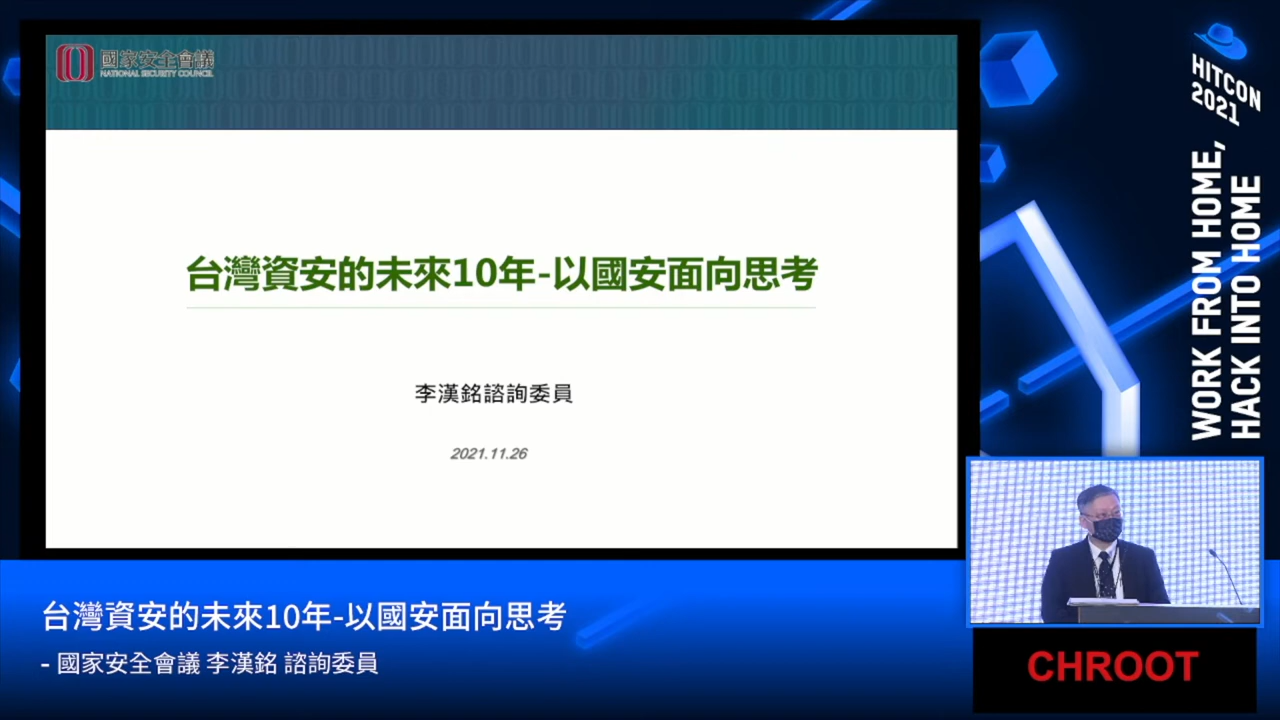 國家安全會議
NATIONAL SECURITY COUNCIL
台灣資安的未來10年-以國安面向思考
李漢銘諮詢委員
2021.11.26
HITCON
2021
WORK FROM HOME,
HACK INTO HOME
台灣資安的未來10年-以國安面向思考
- 國家安全會議 李漢銘 諮詢委員
CHROOT